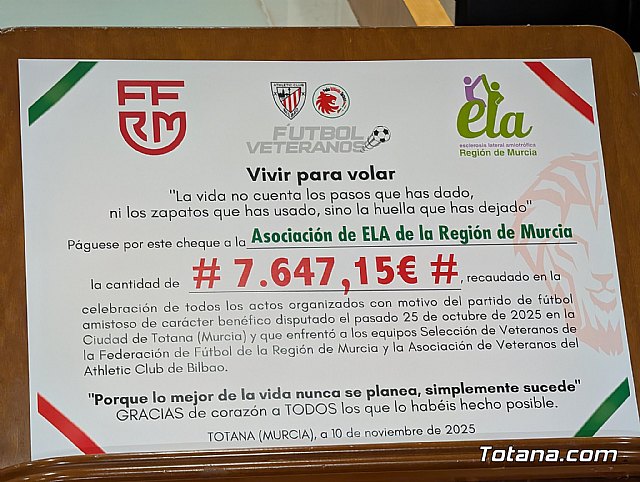 FF
RM
ATHLETIC CLUB
FUTBOL
VETERANOS
ela
esclerosis lateral amiotrófica
Región de Murcia
Vivir para volar
"La vida no cuenta los pasos que has dado,
ni los zapatos que has usado, sino la huella que has dejado"
Páguese por este cheque a la Asociación de ELA de la Región de Murcia
la cantidad de # 7.647,15€ #, recaudado en la
celebración de todos los actos organizados con motivo del partido de fútbol
amistoso de carácter benéfico disputado el pasado 25 de octubre de 2025 en la
Ciudad de Totana (Murcia) y que enfrentó a los equipos Selección de Veteranos de
la Federación de Fútbol de la Región de Murcia y la Asociación de Veteranos del
Athletic Club de Bilbao.
"Porque lo mejor de la vida nunca se planea, simplemente sucede"
GRACIAS de corazón a TODOS los que lo habéis hecho posible.
TOTANA (MURCIA), a 10 de noviembre de 2025
Totana.com